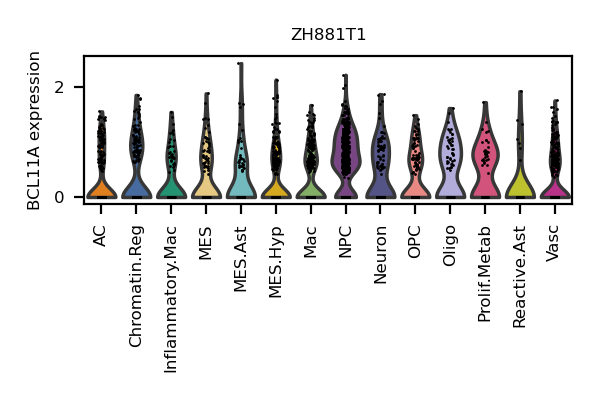 ZH881T1
BCL11A expression
2
0
AC
Chromatin.Reg
Inflammatory.Mac
MES
MES.Ast
MES.Hyp
Mac
NPC
Neuron
OPC
Oligo
Prolif.Metab
Reactive.Ast
Vasc